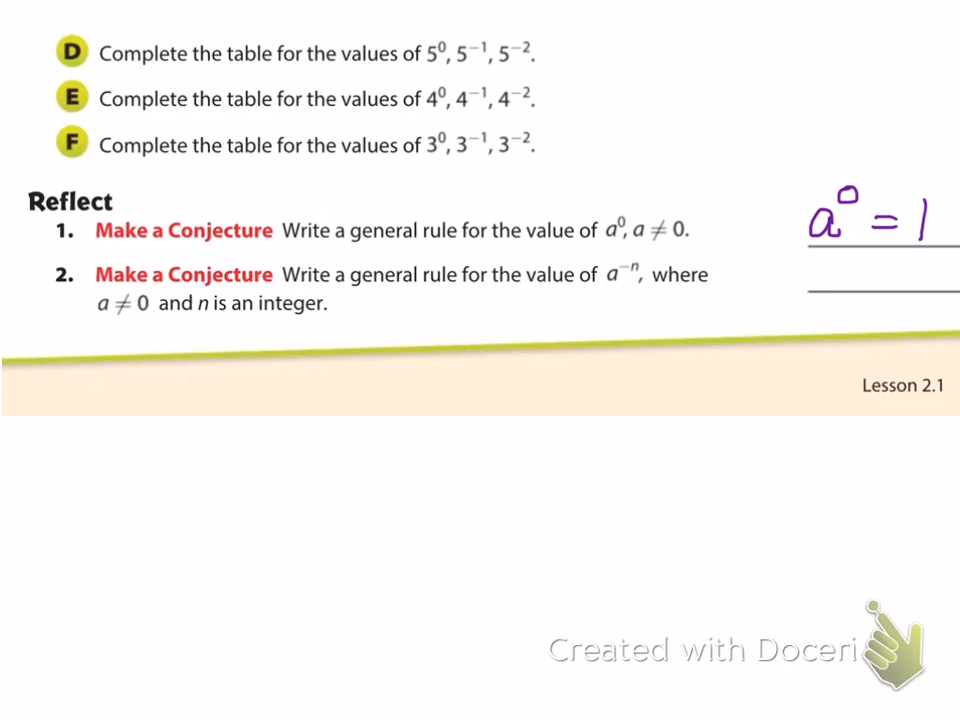 D Complete the table for the values of 5⁰, 5⁻¹, 5⁻².
E Complete the table for the values of 4⁰, 4⁻¹, 4⁻².
F Complete the table for the values of 3⁰, 3⁻¹, 3⁻².
Reflect
1. Make a Conjecture Write a general rule for the value of a⁰, a ≠ 0.
a⁰ = 1
2. Make a Conjecture Write a general rule for the value of a⁻ⁿ, where
a ≠ 0 and n is an integer.
Lesson 2.1
Created with Doceri